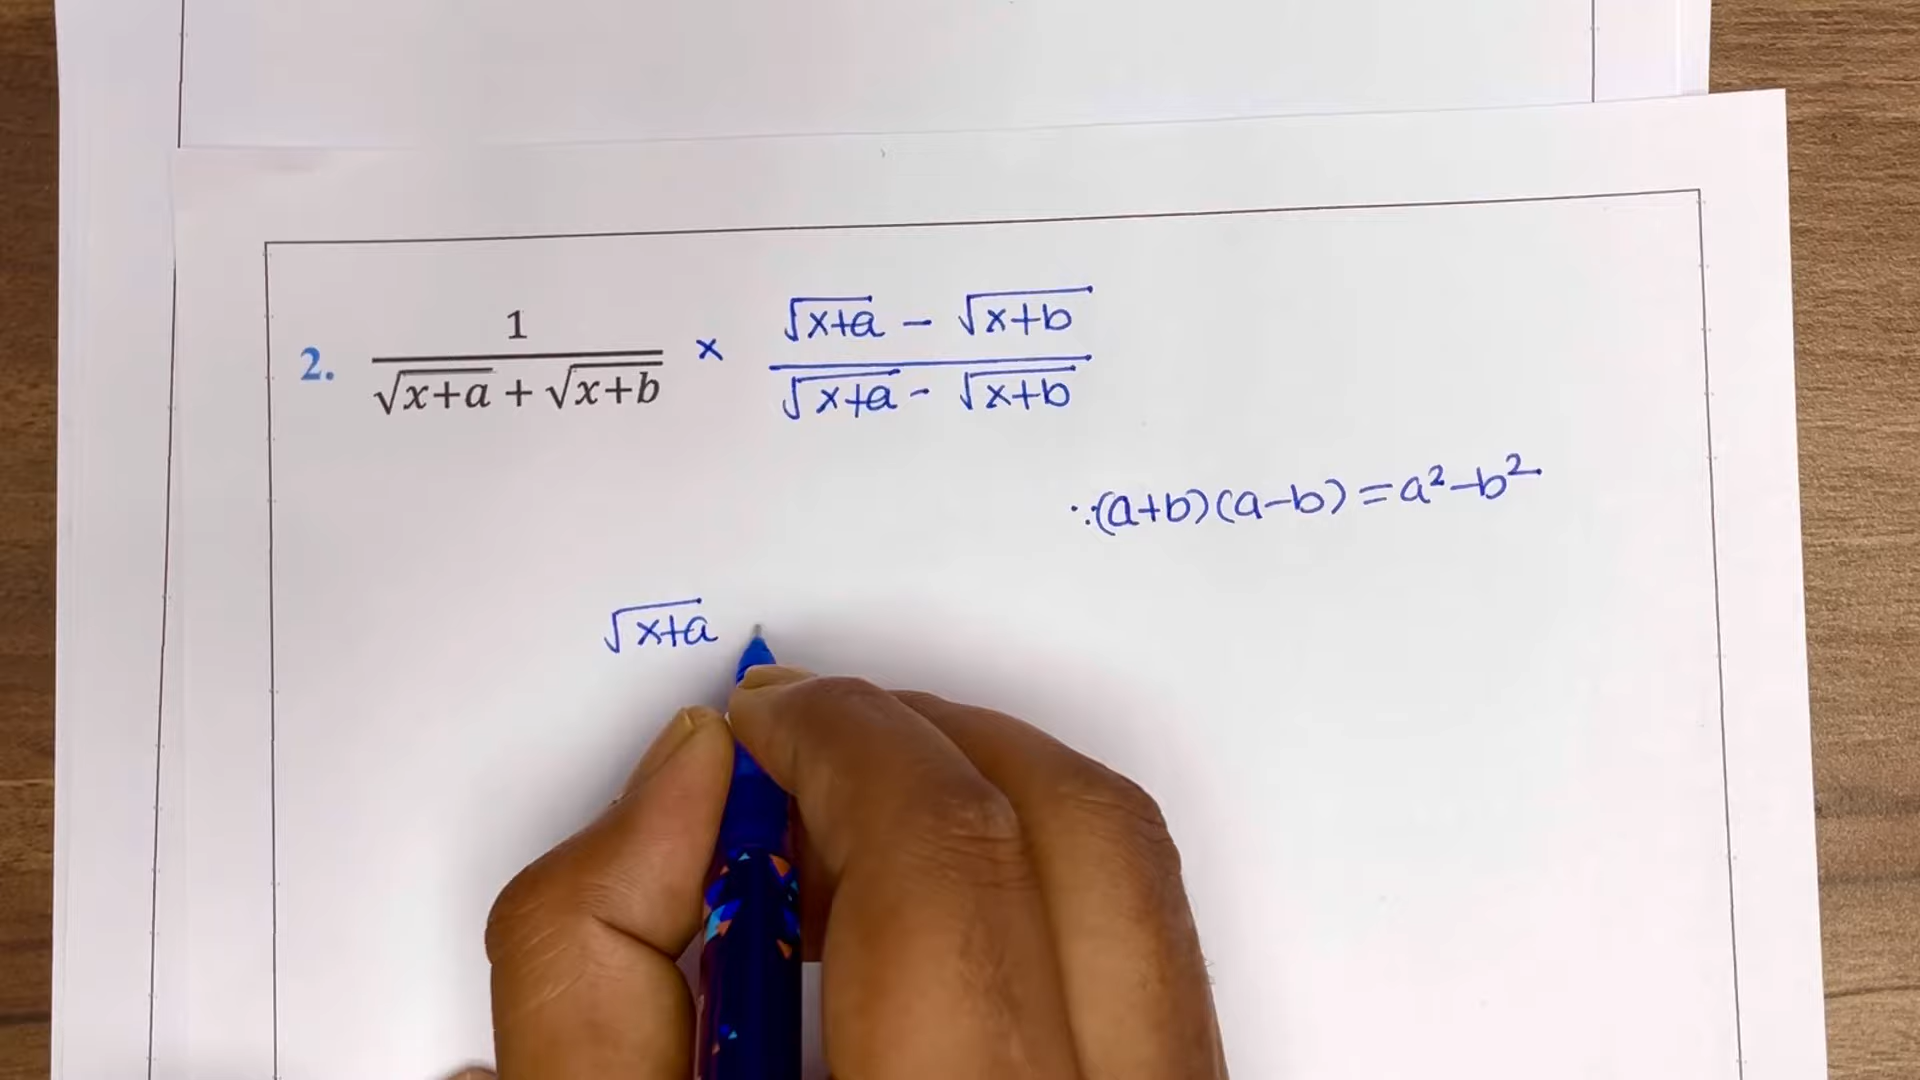 2. 1/(√(x+a) + √(x+b)) × (√(x+a) - √(x+b))/(√(x+a) - √(x+b))
∵(a+b)(a-b) = a²-b²
√(x+a)